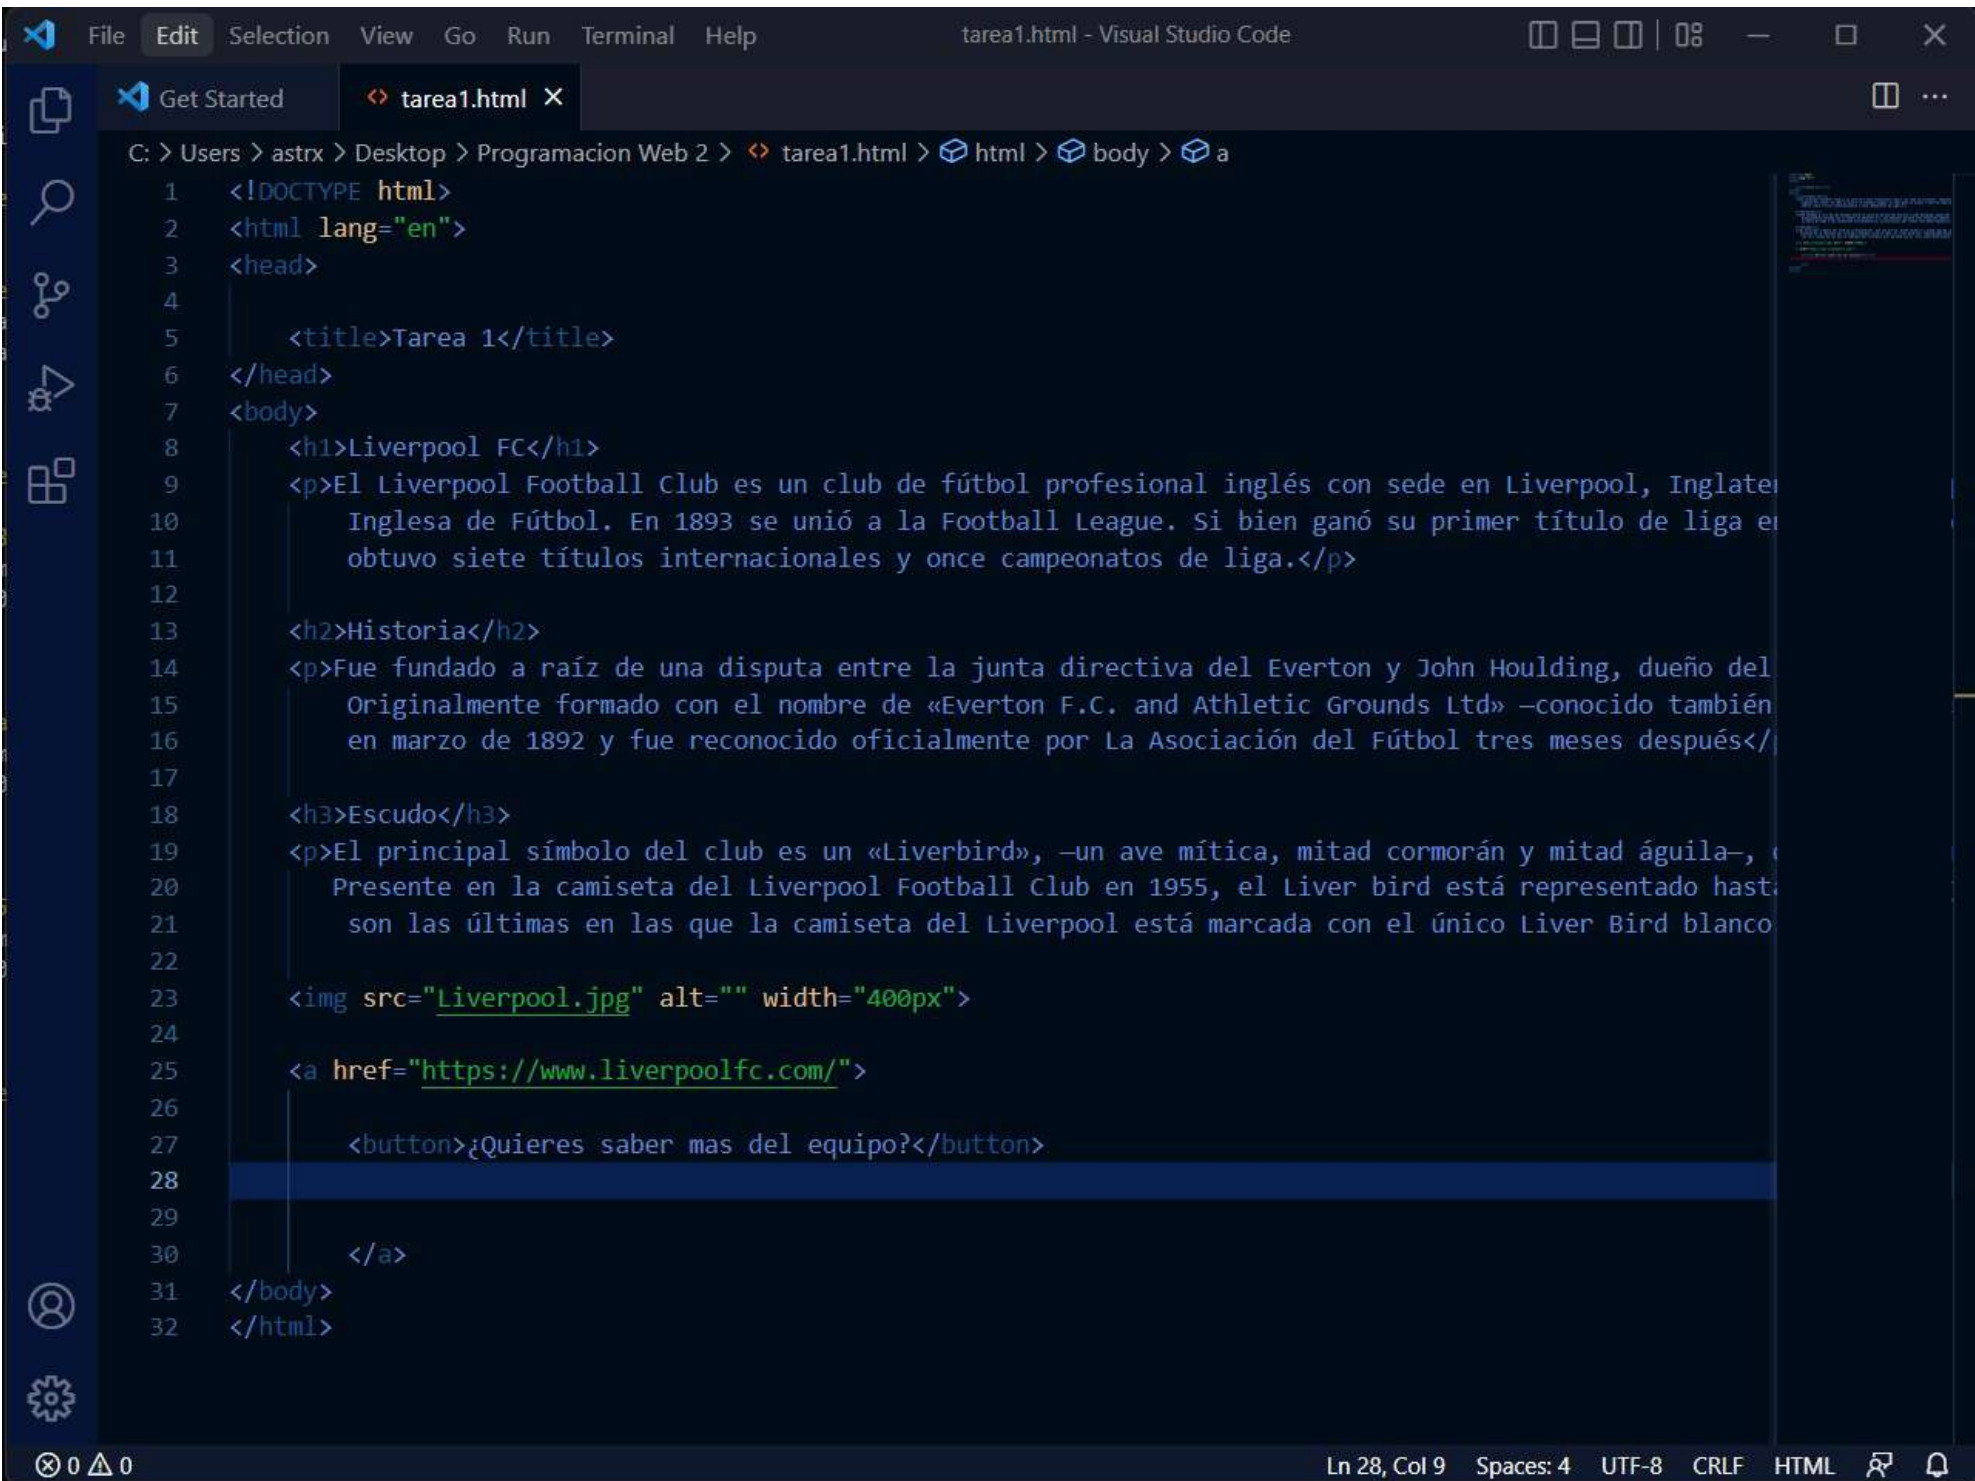 File Edit Selection View Go Run Terminal Help tarea1.html - Visual Studio Code
Get Started <> tarea1.html
C: > Users > astrx > Desktop > Programacion Web 2 > <> tarea1.html > html > body > a
1 <!DOCTYPE html>
2 <html lang="en">
3 <head>
4
5 <title>Tarea 1</title>
6 </head>
7 <body>
8 <h1>Liverpool FC</h1>
9 <p>El Liverpool Football Club es un club de fútbol profesional inglés con sede en Liverpool,
10 Inglesa de Fútbol. En 1893 se unió a la Football League. Si bien ganó su primer título de liga
11 obtuvo siete títulos internacionales y once campeonatos de liga.</p>
12
13 <h2>Historia</h2>
14 <p>Fue fundado a raíz de una disputa entre la junta directiva del Everton y John Houlding, dueño del
15 Originalmente formado con el nombre de «Everton F.C. and Athletic Grounds Ltd» —conocido también
16 en marzo de 1892 y fue reconocido oficialmente por La Asociación del Fútbol tres meses después</
17
18 <h3>Escudo</h3>
19 <p>El principal símbolo del club es un «Liverbird», —un ave mítica, mitad cormorán y mitad águila—,
20 Presente en la camiseta del Liverpool Football Club en 1955, el Liver bird está representado
21 son las últimas en las que la camiseta del Liverpool está marcada con el único Liver Bird blanco
22
23 <img src="Liverpool.jpg" alt="" width="400px">
24
25 <a href="https://www.liverpoolfc.com/">
26
27 <button>¿Quieres saber mas del equipo?</button>
28
29
30 </a>
31 </body>
32 </html>
0 0 Ln 28, Col 9 Spaces: 4 UTF-8 CRLF HTML